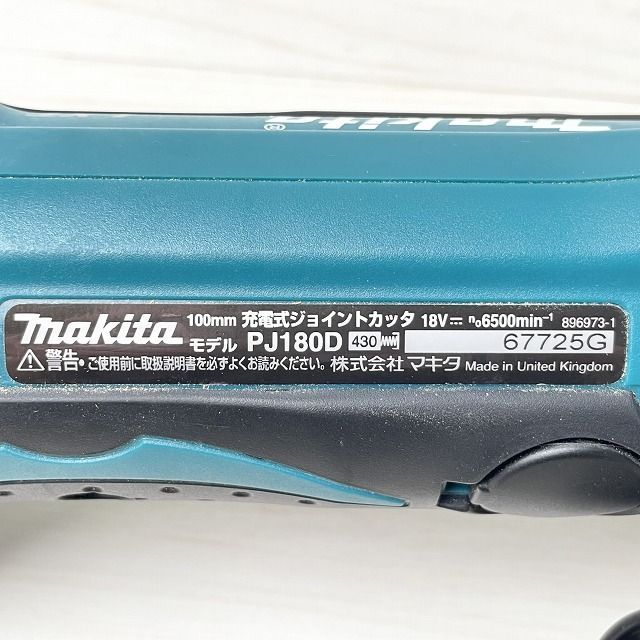 makita®
makita 100mm 充電式ジョイントカッタ 18V⎓ n₀6500min⁻¹ 896973-1
モデル PJ180D 430 67725G
⚠警告●ご使用前に取扱説明書を必ずよくお読みください。 株式会社 マキタ Made in United Kingdom